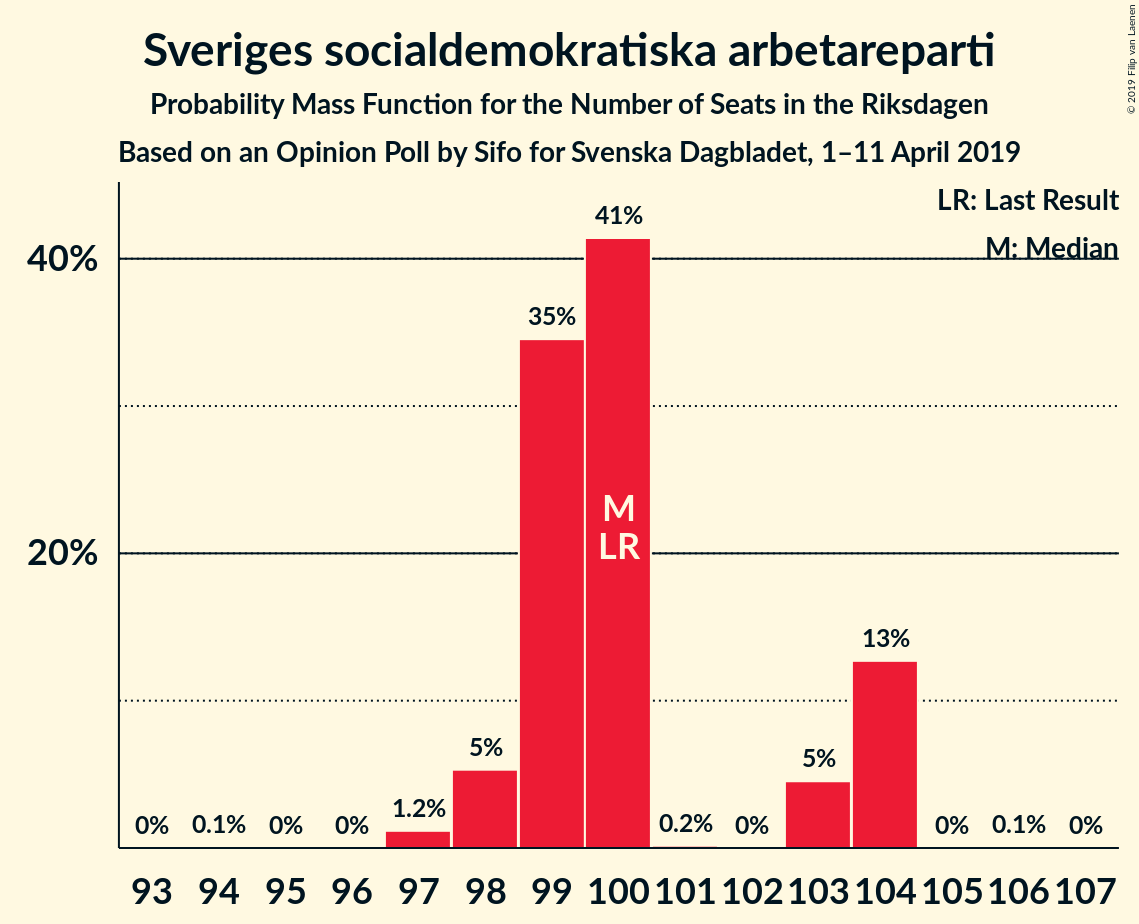 Sveriges socialdemokratiska arbetareparti
Probability Mass Function for the Number of Seats in the Riksdagen
Based on an Opinion Poll by Sifo for Svenska Dagbladet, 1–11 April 2019
© 2019 Filip van Laenen
LR: Last Result
M: Median
40%
20%
0%
0.1%
0%
0%
1.2%
5%
35%
41%
0.2%
0%
5%
13%
0%
0.1%
0%
M
LR
93 94 95 96 97 98 99 100 101 102 103 104 105 106 107